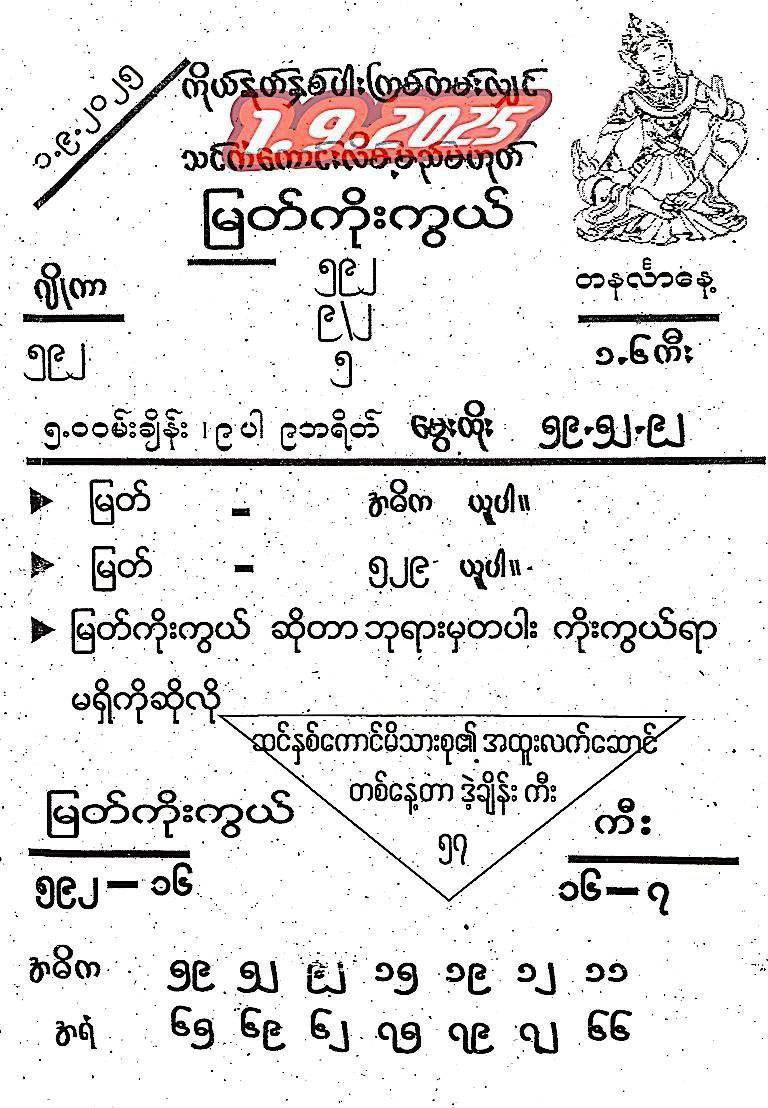 ၁.၉.၂၀၂၅
ကိုယ်နတ်နှစ်ပါးကြမ်တမ်းလျှင်
1.9.2025
သင်ကံကောင်းလိမ့်မည်မဟုတ်
မြတ်ကိုးကွယ်
ဂျိုကာ
၅၉၂
၅၉၂
၉\၂
၅
တနင်္လာနေ့
၁.၆ကီး
၅.၀ဝမ်းချိန်း ၊ ၉ ပါ ၉ဘရိတ် မွေးထိုး ၅၉.၅၂.၉၂
မြတ် - အဓိက ယူပါ။
မြတ် - ၅၂၉ ယူပါ။
မြတ်ကိုးကွယ် ဆိုတာ ဘုရားမှတပါး ကိုးကွယ်ရာ
မရှိကိုဆိုလို
ဆင်နှစ်ကောင်မိသားစု၏ အထူးလက်ဆောင်
တစ်နေ့တာ ဒဲ့ချိန်း ကီး
၅၇
မြတ်ကိုးကွယ်
၅၉၂ – ၁၆
ကီး
၁၆ – ၇
အဓိက ၅၉ ၅၂ ၉၂ ၁၅ ၁၉ ၁၂ ၁၁
အရံ ၆၅ ၆၉ ၆၂ ၇၅ ၇၉ ၇၂ ၆၆